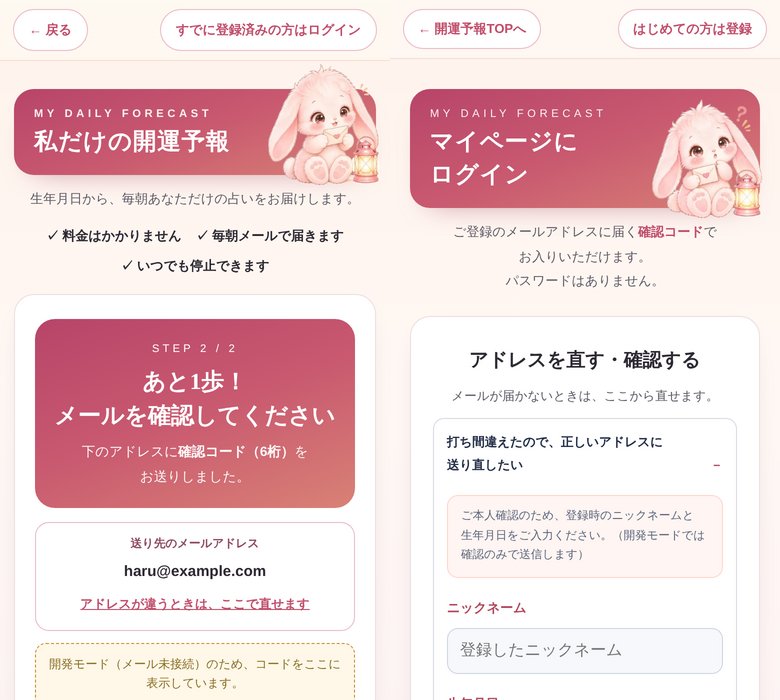 ← 戻る
すでに登録済みの方はログイン
MY DAILY FORECAST
私だけの開運予報
生年月日から、毎朝あなただけの占いをお届けします。
✓ 料金はかかりません ✓ 毎朝メールで届きます
✓ いつでも停止できます
STEP 2 / 2
あと1歩！
メールを確認してください
下のアドレスに確認コード（6桁）を
お送りしました。
送り先のメールアドレス
haru@example.com
アドレスが違うときは、ここで直せます
開発モード（メール未接続）のため、コードをここに
表示しています。
← 開運予報TOPへ
はじめての方は登録
MY DAILY FORECAST
マイページに
ログイン
ご登録のメールアドレスに届く確認コードで
お入りいただけます。
パスワードはありません。
アドレスを直す・確認する
メールが届かないときは、ここから直せます。
打ち間違えたので、正しいアドレスに
送り直したい
−
ご本人確認のため、登録時のニックネームと
生年月日をご入力ください。（開発モードでは
確認のみで送信します）
ニックネーム
登録したニックネーム